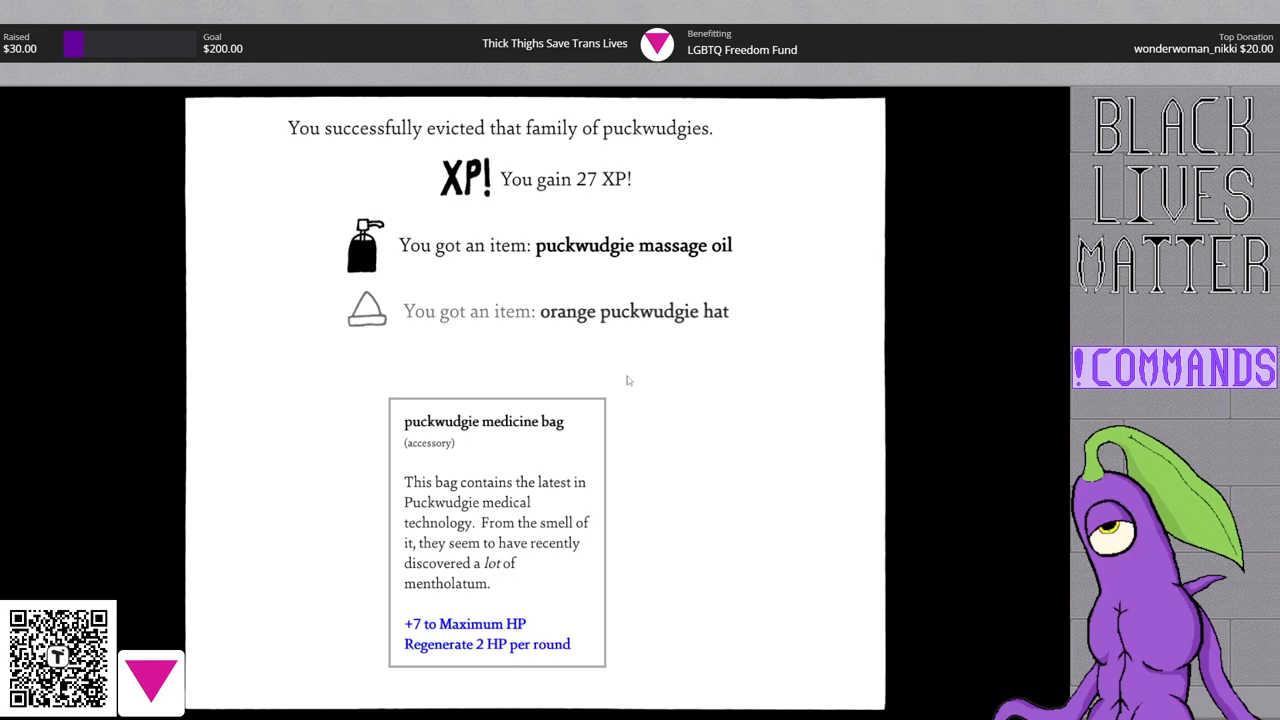 Raised
$30.00
Goal
$200.00
Thick Thighs Save Trans Lives
Benefitting
LGBTQ Freedom Fund
Top Donation
wonderwoman_nikki $20.00
You successfully evicted that family of puckwudgies.
XP! You gain 27 XP!
You got an item: puckwudgie massage oil
You got an item: orange puckwudgie hat
puckwudgie medicine bag
(accessory)
This bag contains the latest in
Puckwudgie medical
technology. From the smell of
it, they seem to have recently
discovered a lot of
mentholatum.
+7 to Maximum HP
Regenerate 2 HP per round
BLACK
LIVES
MATTER
!COMMANDS
T